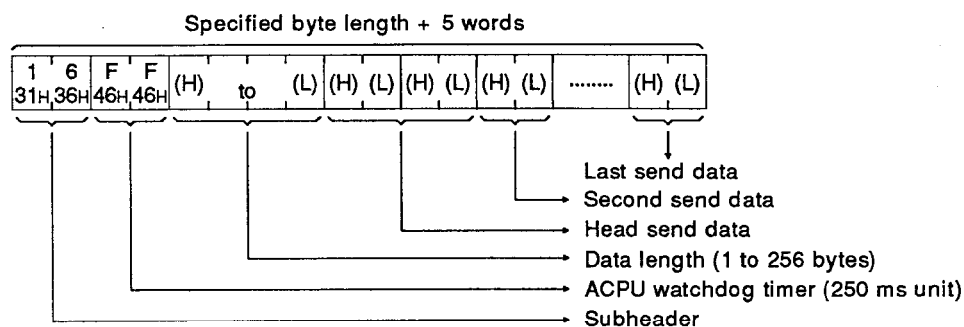 Specified byte length + 5 words
1 6 F F
31H 36H 46H 46H (H) to (L) (H) (L) (H) (L) (H) (L) ........ (H) (L)
Last send data
Second send data
Head send data
Data length (1 to 256 bytes)
ACPU watchdog timer (250 ms unit)
Subheader